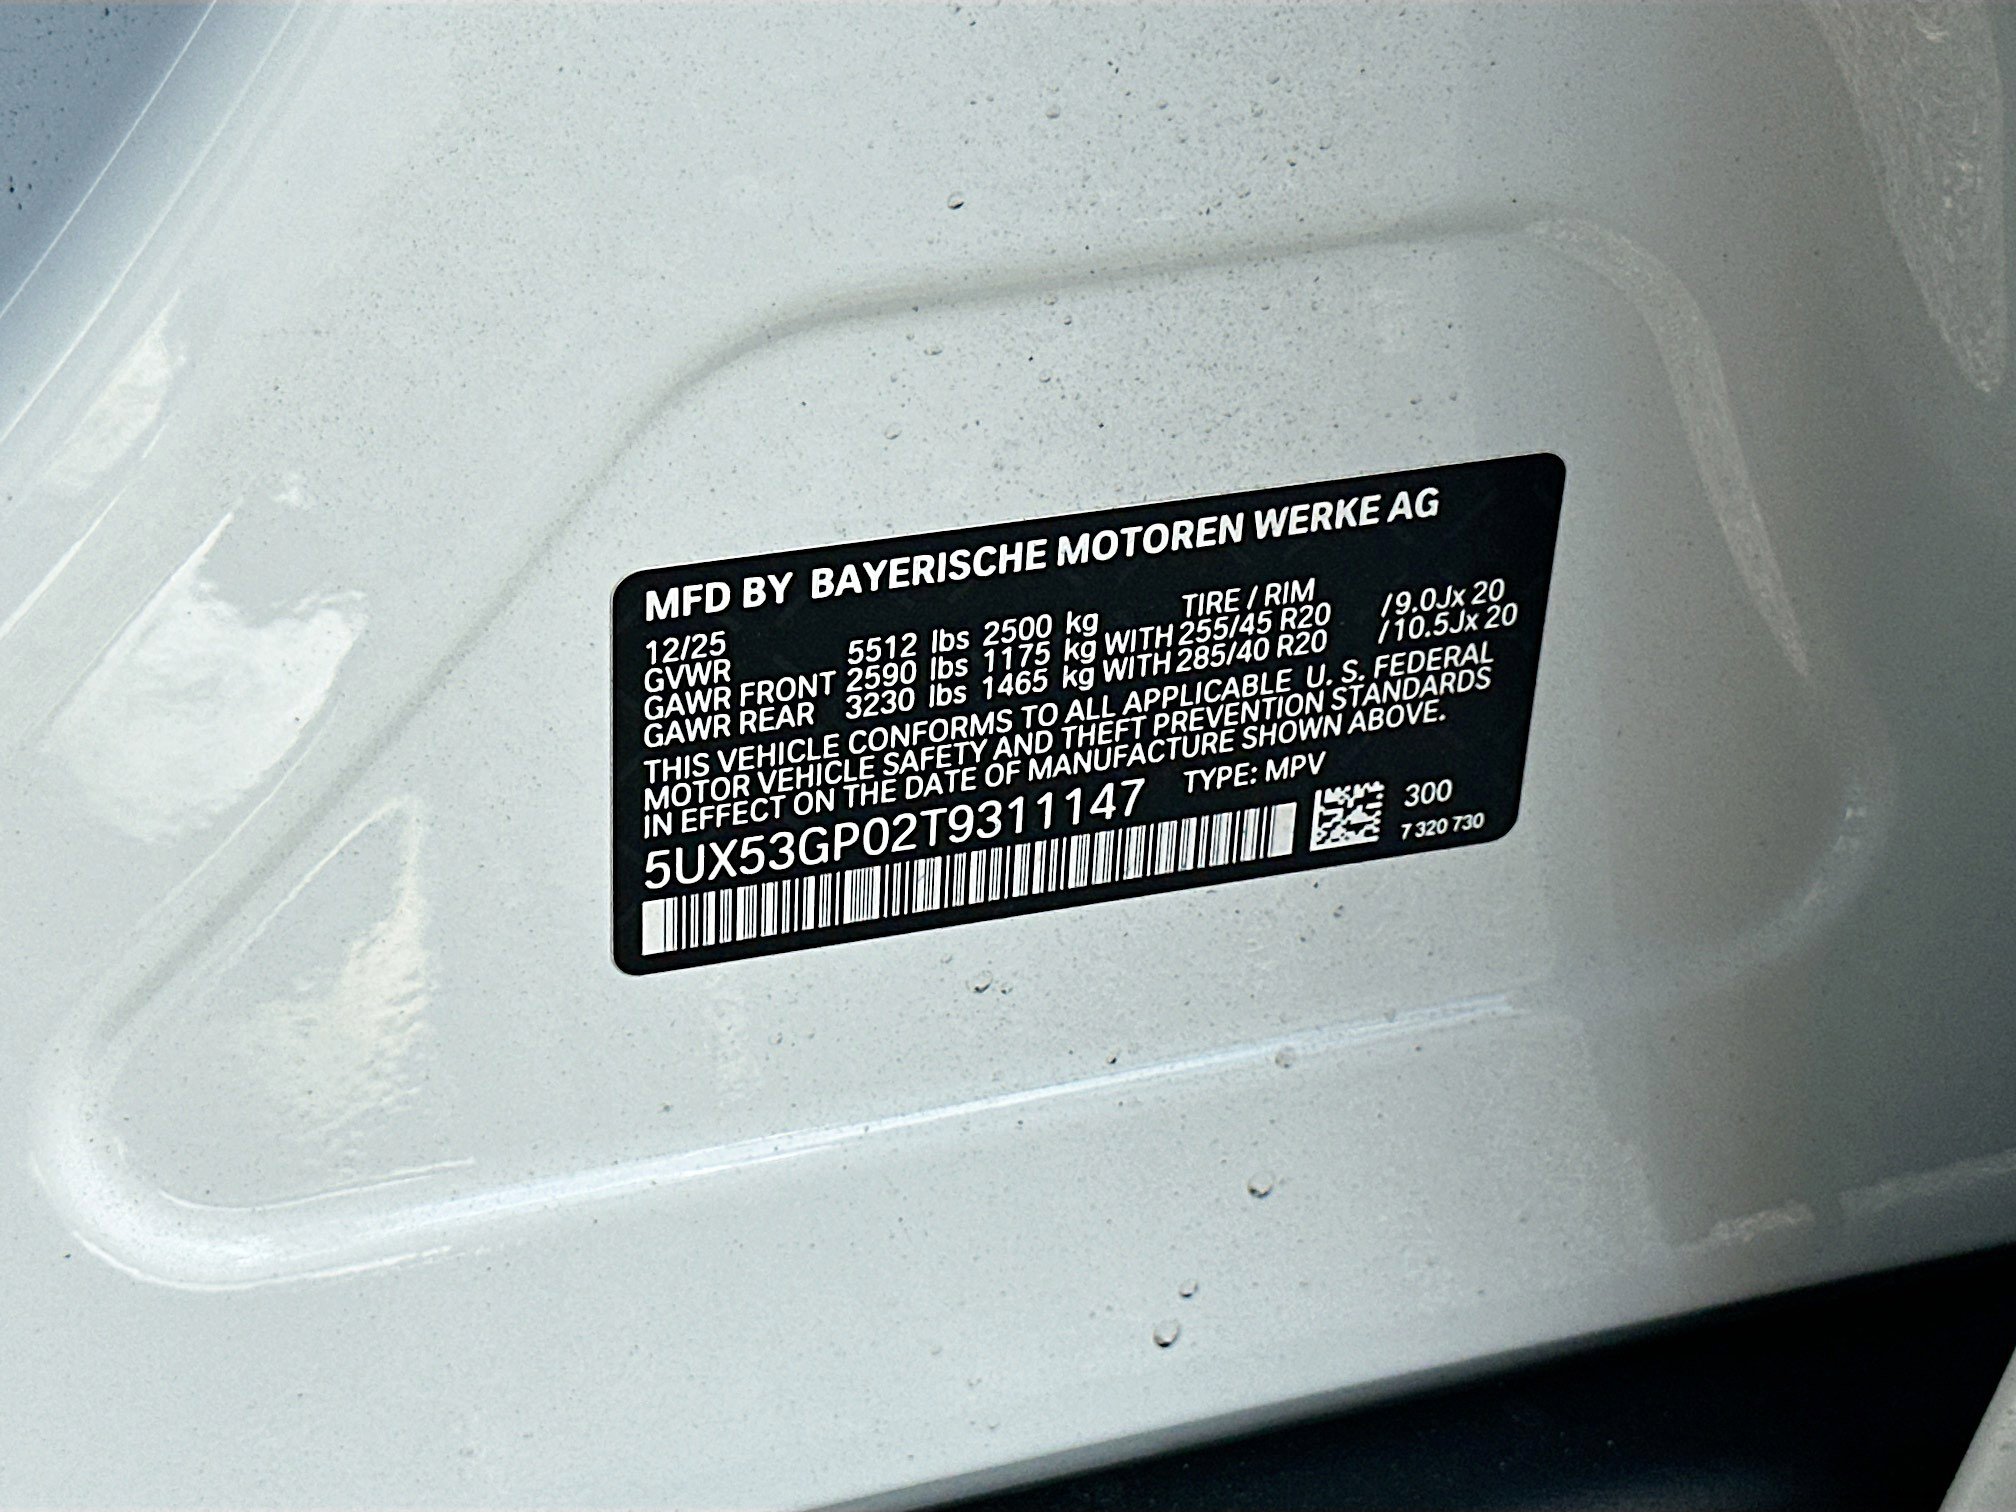 MFD BY BAYERISCHE MOTOREN WERKE AG
12/25 TIRE / RIM
GVWR 5512 lbs 2500 kg
GAWR FRONT 2590 lbs 1175 kg WITH 255/45 R20 /9.0Jx 20
GAWR REAR 3230 lbs 1465 kg WITH 285/40 R20 /10.5Jx 20
THIS VEHICLE CONFORMS TO ALL APPLICABLE U. S. FEDERAL
MOTOR VEHICLE SAFETY AND THEFT PREVENTION STANDARDS
IN EFFECT ON THE DATE OF MANUFACTURE SHOWN ABOVE.
5UX53GP02T9311147 TYPE: MPV
300
7 320 730